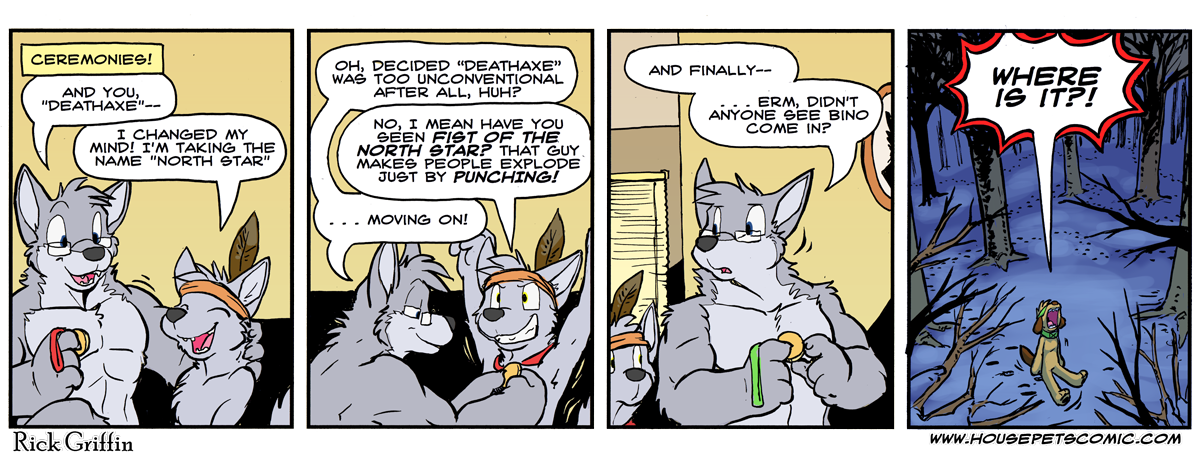 CEREMONIES!
AND YOU,
"DEATHAXE"--
I CHANGED MY
MIND! I'M TAKING THE
NAME "NORTH STAR"
OH, DECIDED "DEATHAXE"
WAS TOO UNCONVENTIONAL
AFTER ALL, HUH?
NO, I MEAN HAVE YOU
SEEN FIST OF THE
NORTH STAR? THAT GUY
MAKES PEOPLE EXPLODE
JUST BY PUNCHING!
. . . MOVING ON!
AND FINALLY--
. . . ERM, DIDN'T
ANYONE SEE BINO
COME IN?
WHERE
IS IT?!
Rick Griffin
WWW.HOUSEPETSCOMIC.COM